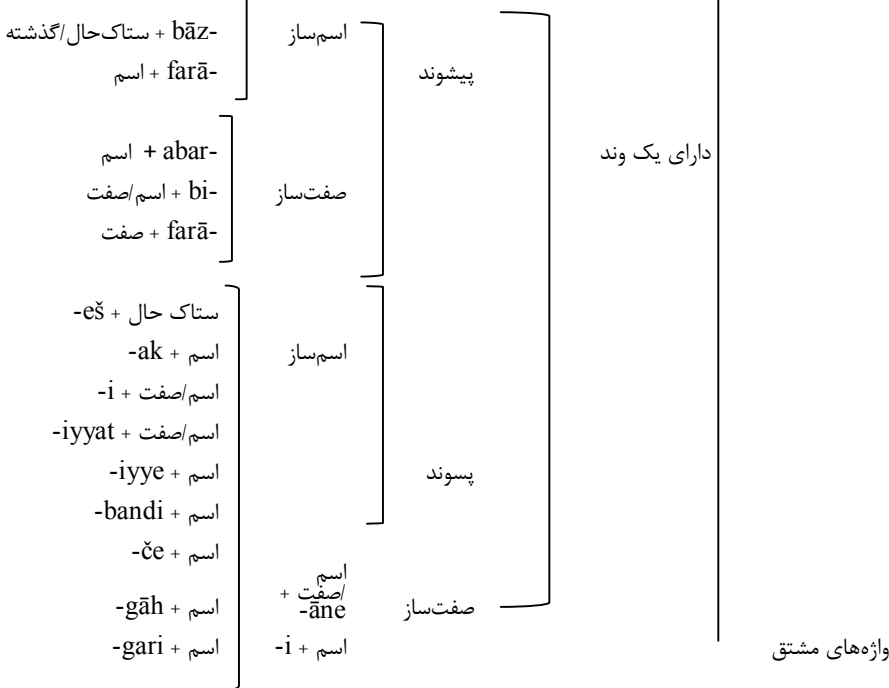 اسم‌ساز
bāz- + ستاک‌حال/گذشته
پیشوند
farā- + اسم
دارای یک وند
abar- + اسم
صفت‌ساز
bi- + اسم/صفت
farā- + صفت
ستاک حال + -eš
اسم‌ساز
اسم + -ak
اسم/صفت + -i
اسم/صفت + -iyyat
پسوند
اسم + -iyye
اسم + -bandi
اسم + -če
صفت‌ساز
اسم
/صفت +
-āne
اسم + -gāh
واژه‌های مشتق
اسم + -i
اسم + -gari